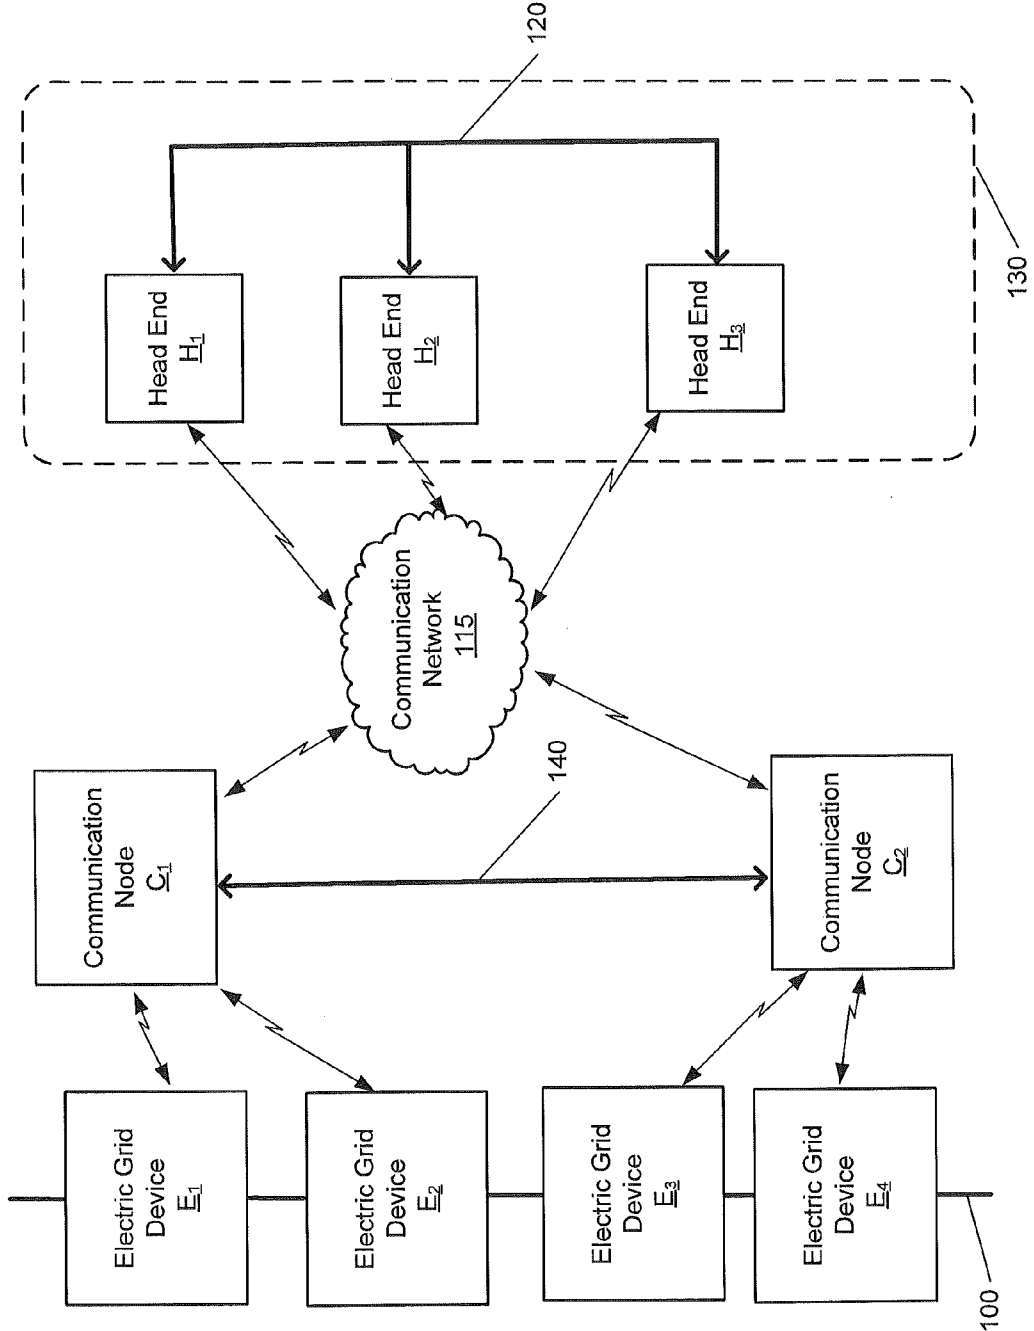 Electric Grid
Device
E1
Electric Grid
Device
E2
Electric Grid
Device
E3
Electric Grid
Device
E4
100
Communication
Node
C1
140
Communication
Node
C2
Communication
Network
115
Head End
H1
Head End
H2
Head End
H3
120
130